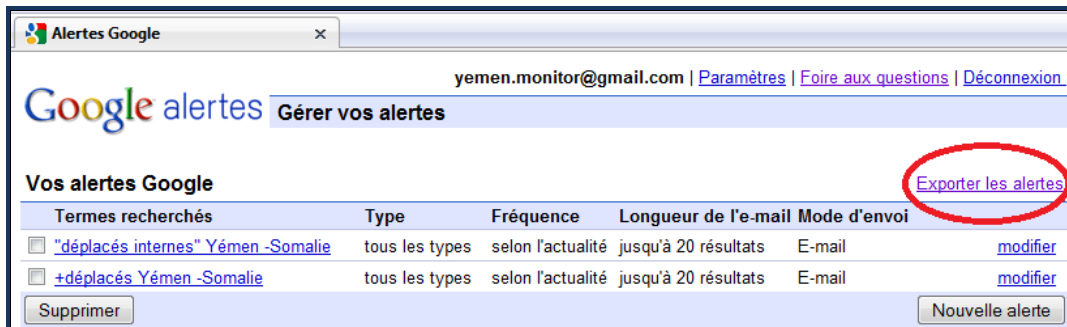 Alertes Google x
yemen.monitor@gmail.com | Paramètres | Foire aux questions | Déconnexion
Google alertes Gérer vos alertes
Vos alertes Google Exporter les alertes
Termes recherchés Type Fréquence Longueur de l'e-mail Mode d'envoi
"déplacés internes" Yémen -Somalie tous les types selon l'actualité jusqu'à 20 résultats E-mail modifier
+déplacés Yémen -Somalie tous les types selon l'actualité jusqu'à 20 résultats E-mail modifier
Supprimer Nouvelle alerte